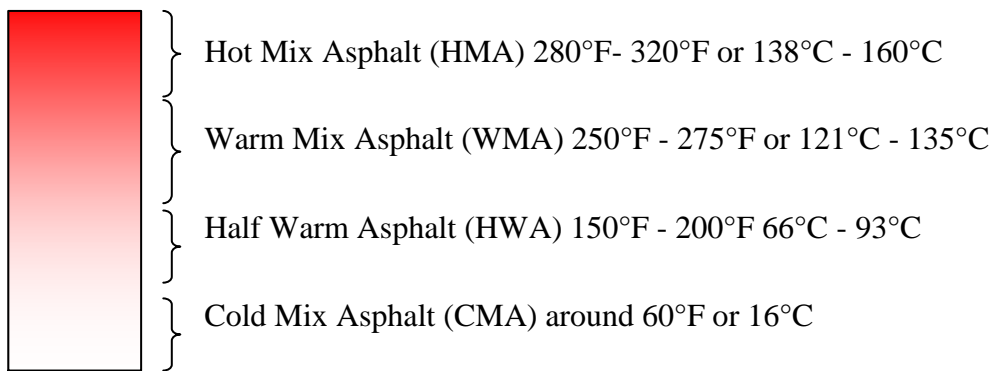 Hot Mix Asphalt (HMA) 280°F- 320°F or 138°C - 160°C
Warm Mix Asphalt (WMA) 250°F - 275°F or 121°C - 135°C
Half Warm Asphalt (HWA) 150°F - 200°F 66°C - 93°C
Cold Mix Asphalt (CMA) around 60°F or 16°C